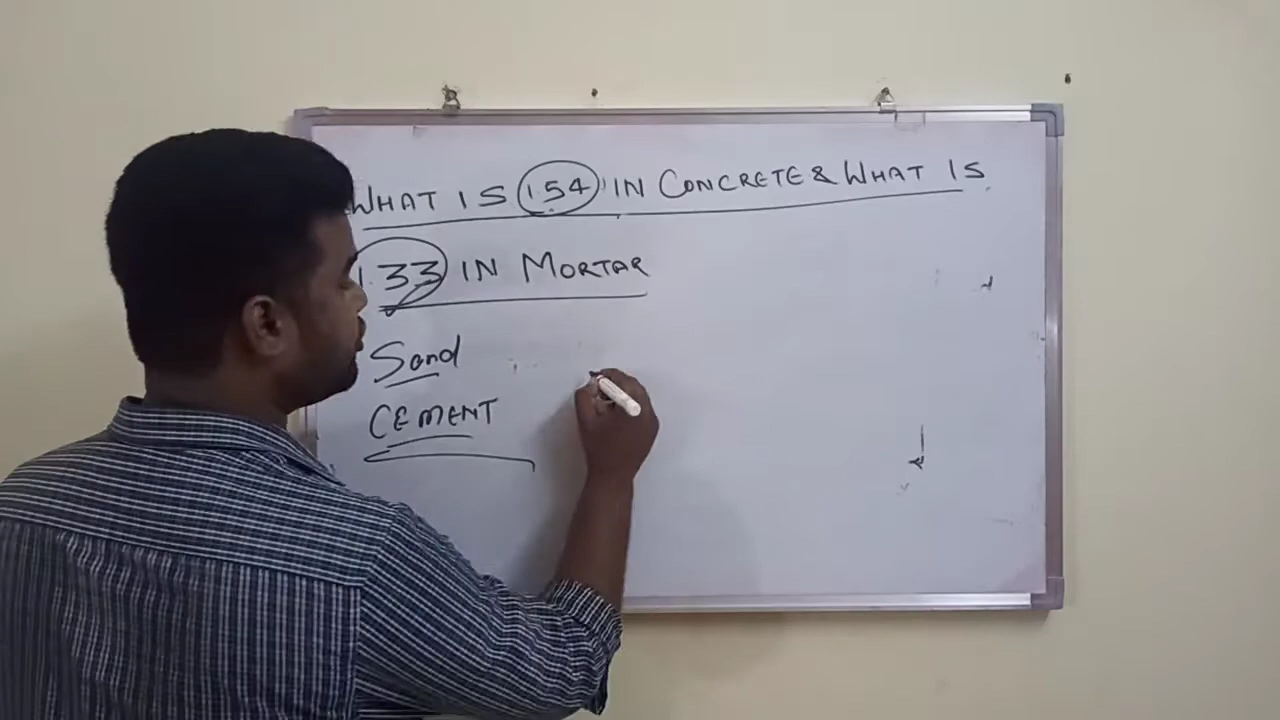 WHAT IS 1.54 IN CONCRETE & WHAT IS
1.33 IN MORTAR
Sand
CEMENT